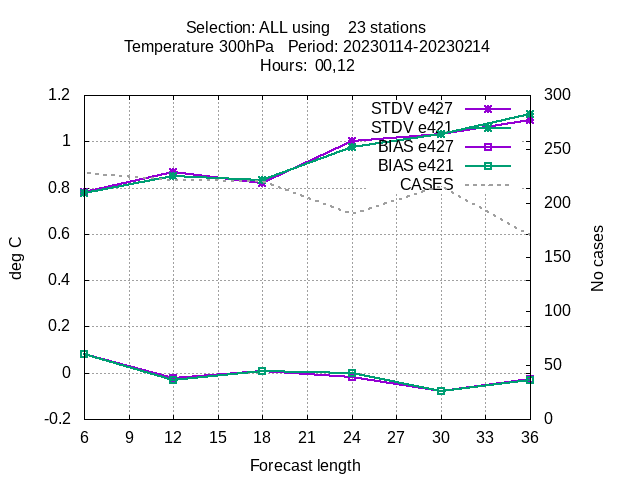 Selection: ALL using 23 stations
Temperature 300hPa Period: 20230114-20230214
Hours: 00,12
1.2
1
0.8
0.6
0.4
0.2
0
-0.2
deg C
300
250
200
150
100
50
0
No cases
STDV e427
STDV e421
BIAS e427
BIAS e421
CASES
6 9 12 15 18 21 24 27 30 33 36
Forecast length